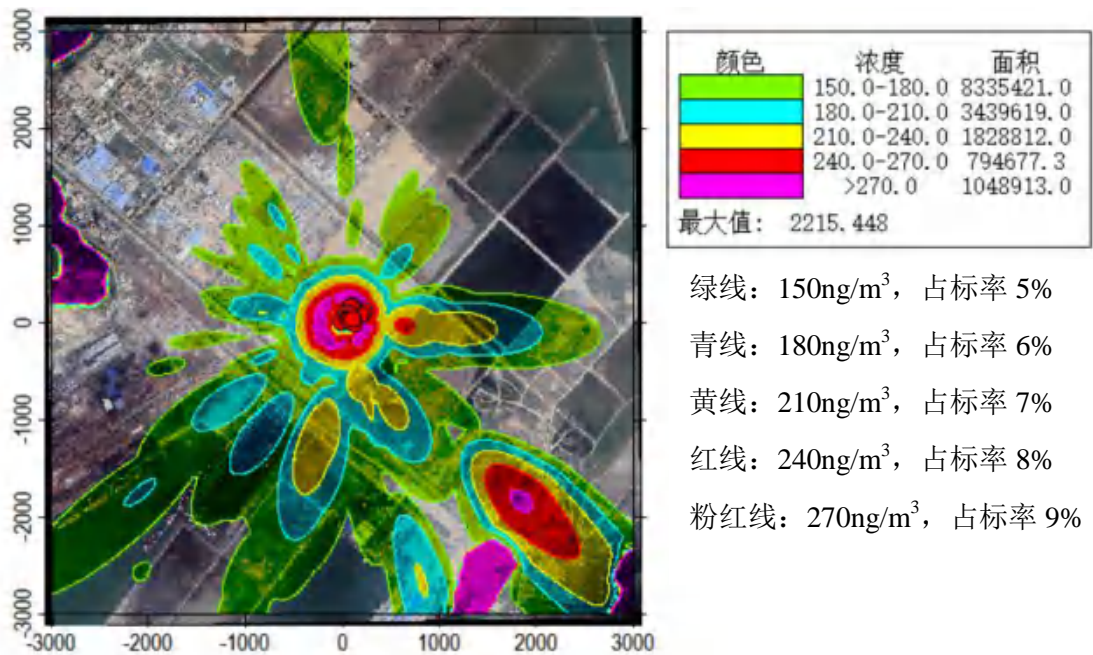 颜色 浓度 面积
150.0-180.0 8335421.0
180.0-210.0 3439619.0
210.0-240.0 1828812.0
240.0-270.0 794677.3
>270.0 1048913.0
最大值： 2215.448
绿线：150ng/m³，占标率 5%
青线：180ng/m³，占标率 6%
黄线：210ng/m³，占标率 7%
红线：240ng/m³，占标率 8%
粉红线：270ng/m³，占标率 9%
3000
2000
1000
0
-1000
-2000
-3000
-3000 -2000 -1000 0 1000 2000 3000